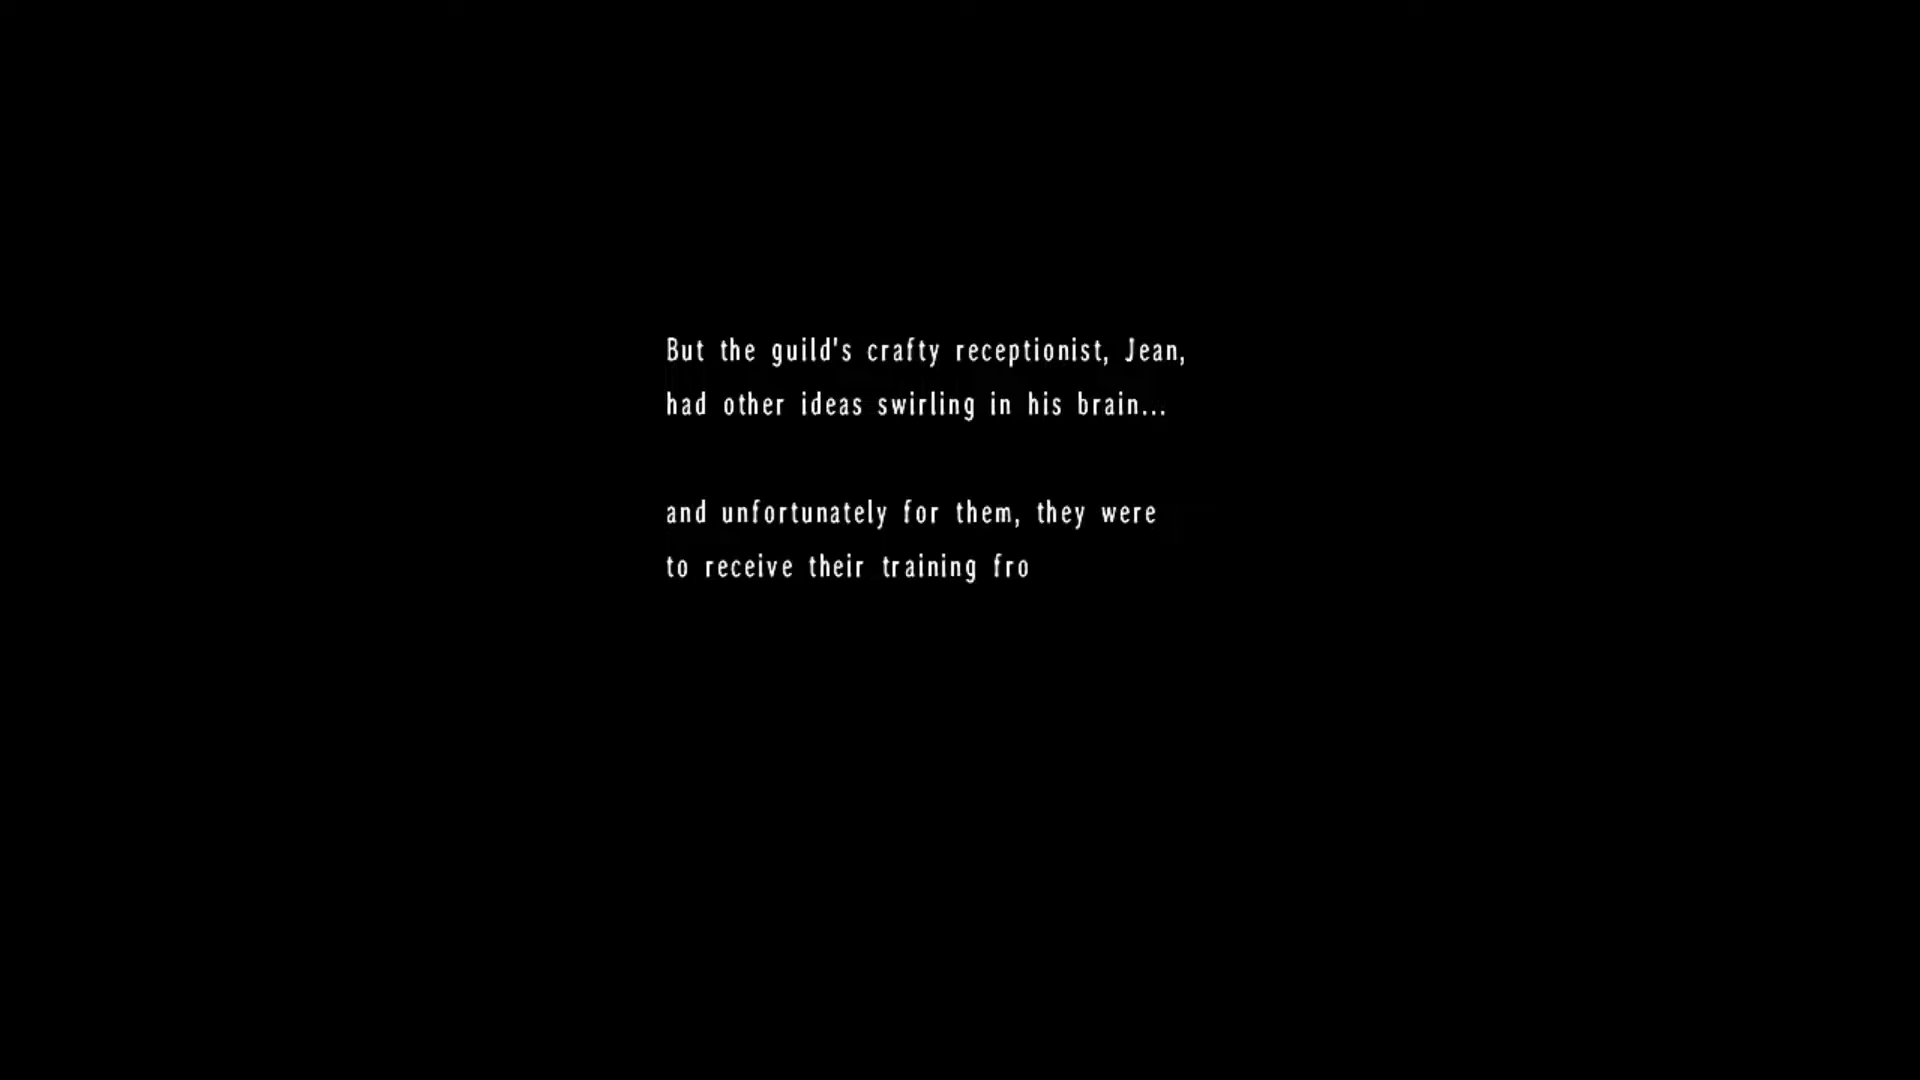 But the guild's crafty receptionist, Jean,
had other ideas swirling in his brain...
and unfortunately for them, they were
to receive their training fro